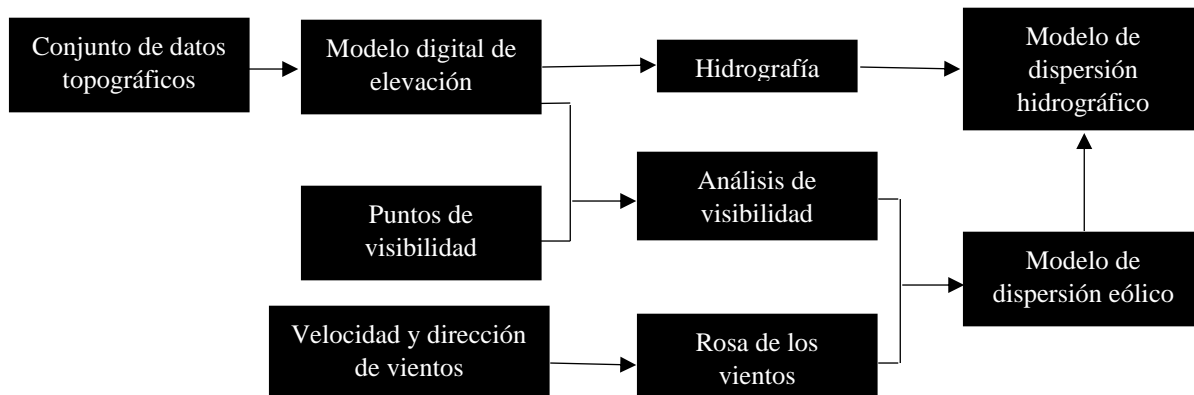 Conjunto de datos
topográficos
Modelo digital de
elevación
Hidrografía
Modelo de
dispersión
hidrográfico
Puntos de
visibilidad
Análisis de
visibilidad
Modelo de
dispersión eólico
Velocidad y dirección
de vientos
Rosa de los
vientos